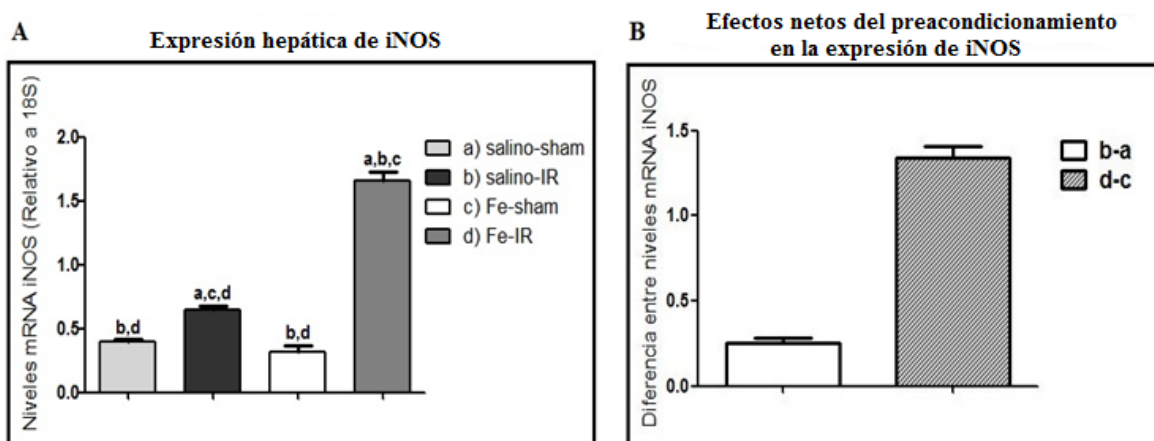 A
Expresión hepática de iNOS
Niveles mRNA iNOS (Relativo a 18S)
2.0
1.5
1.0
0.5
0.0
b,d
a,c,d
b,d
a,b,c
a) salino-sham
b) salino-IR
c) Fe-sham
d) Fe-IR
B
Efectos netos del preacondicionamiento
en la expresión de iNOS
Diferencia entre niveles mRNA iNOS
1.5
1.0
0.5
0.0
b-a
d-c